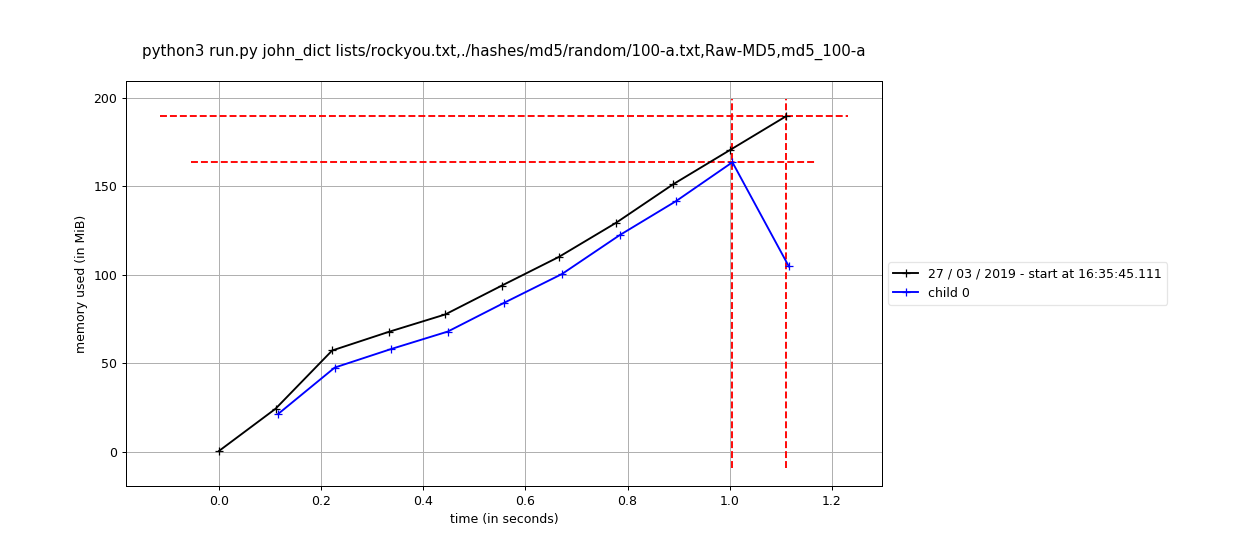 python3 run.py john_dict lists/rockyou.txt,./hashes/md5/random/100-a.txt,Raw-MD5,md5_100-a
200
150
100
50
0
memory used (in MiB)
0.0 0.2 0.4 0.6 0.8 1.0 1.2
time (in seconds)
27 / 03 / 2019 - start at 16:35:45.111
child 0